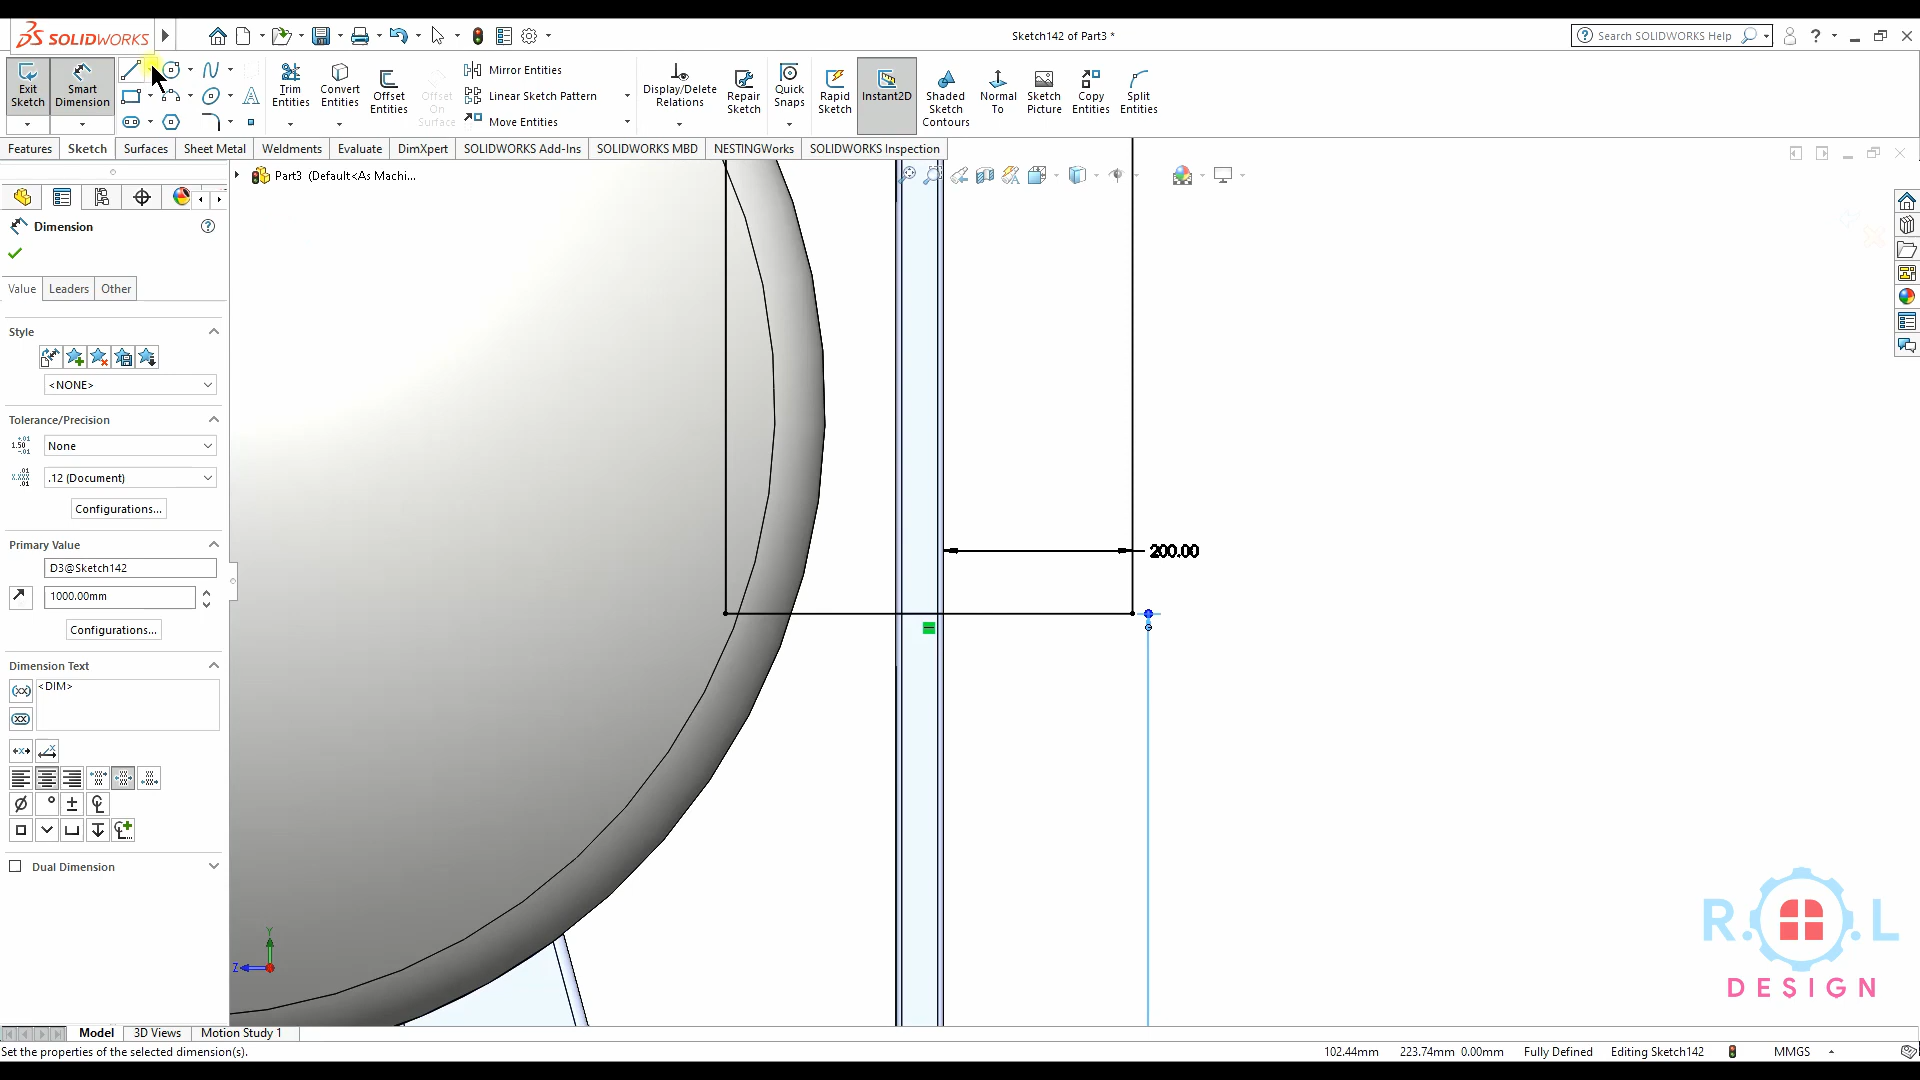 SOLIDWORKS
Sketch142 of Part3 *
Search SOLIDWORKS Help
Exit Sketch
Smart Dimension
Trim Entities
Convert Entities
Offset Entities
Offset On Surface
Mirror Entities
Linear Sketch Pattern
Move Entities
Display/Delete Relations
Repair Sketch
Quick Snaps
Rapid Sketch
Instant2D
Shaded Sketch Contours
Normal To
Sketch Picture
Copy Entities
Split Entities
Features
Sketch
Surfaces
Sheet Metal
Weldments
Evaluate
DimXpert
SOLIDWORKS Add-Ins
SOLIDWORKS MBD
NESTINGWorks
SOLIDWORKS Inspection
Part3 (Default<As Machi...
Dimension
Value
Leaders
Other
Style
<NONE>
Tolerance/Precision
None
.12 (Document)
Configurations...
Primary Value
D3@Sketch142
1000.00mm
Configurations...
Dimension Text
<DIM>
Dual Dimension
200.00
Y
Z
R.L
DESIGN
Model
3D Views
Motion Study 1
Set the properties of the selected dimension(s).
102.44mm
223.74mm 0.00mm
Fully Defined
Editing Sketch142
MMGS